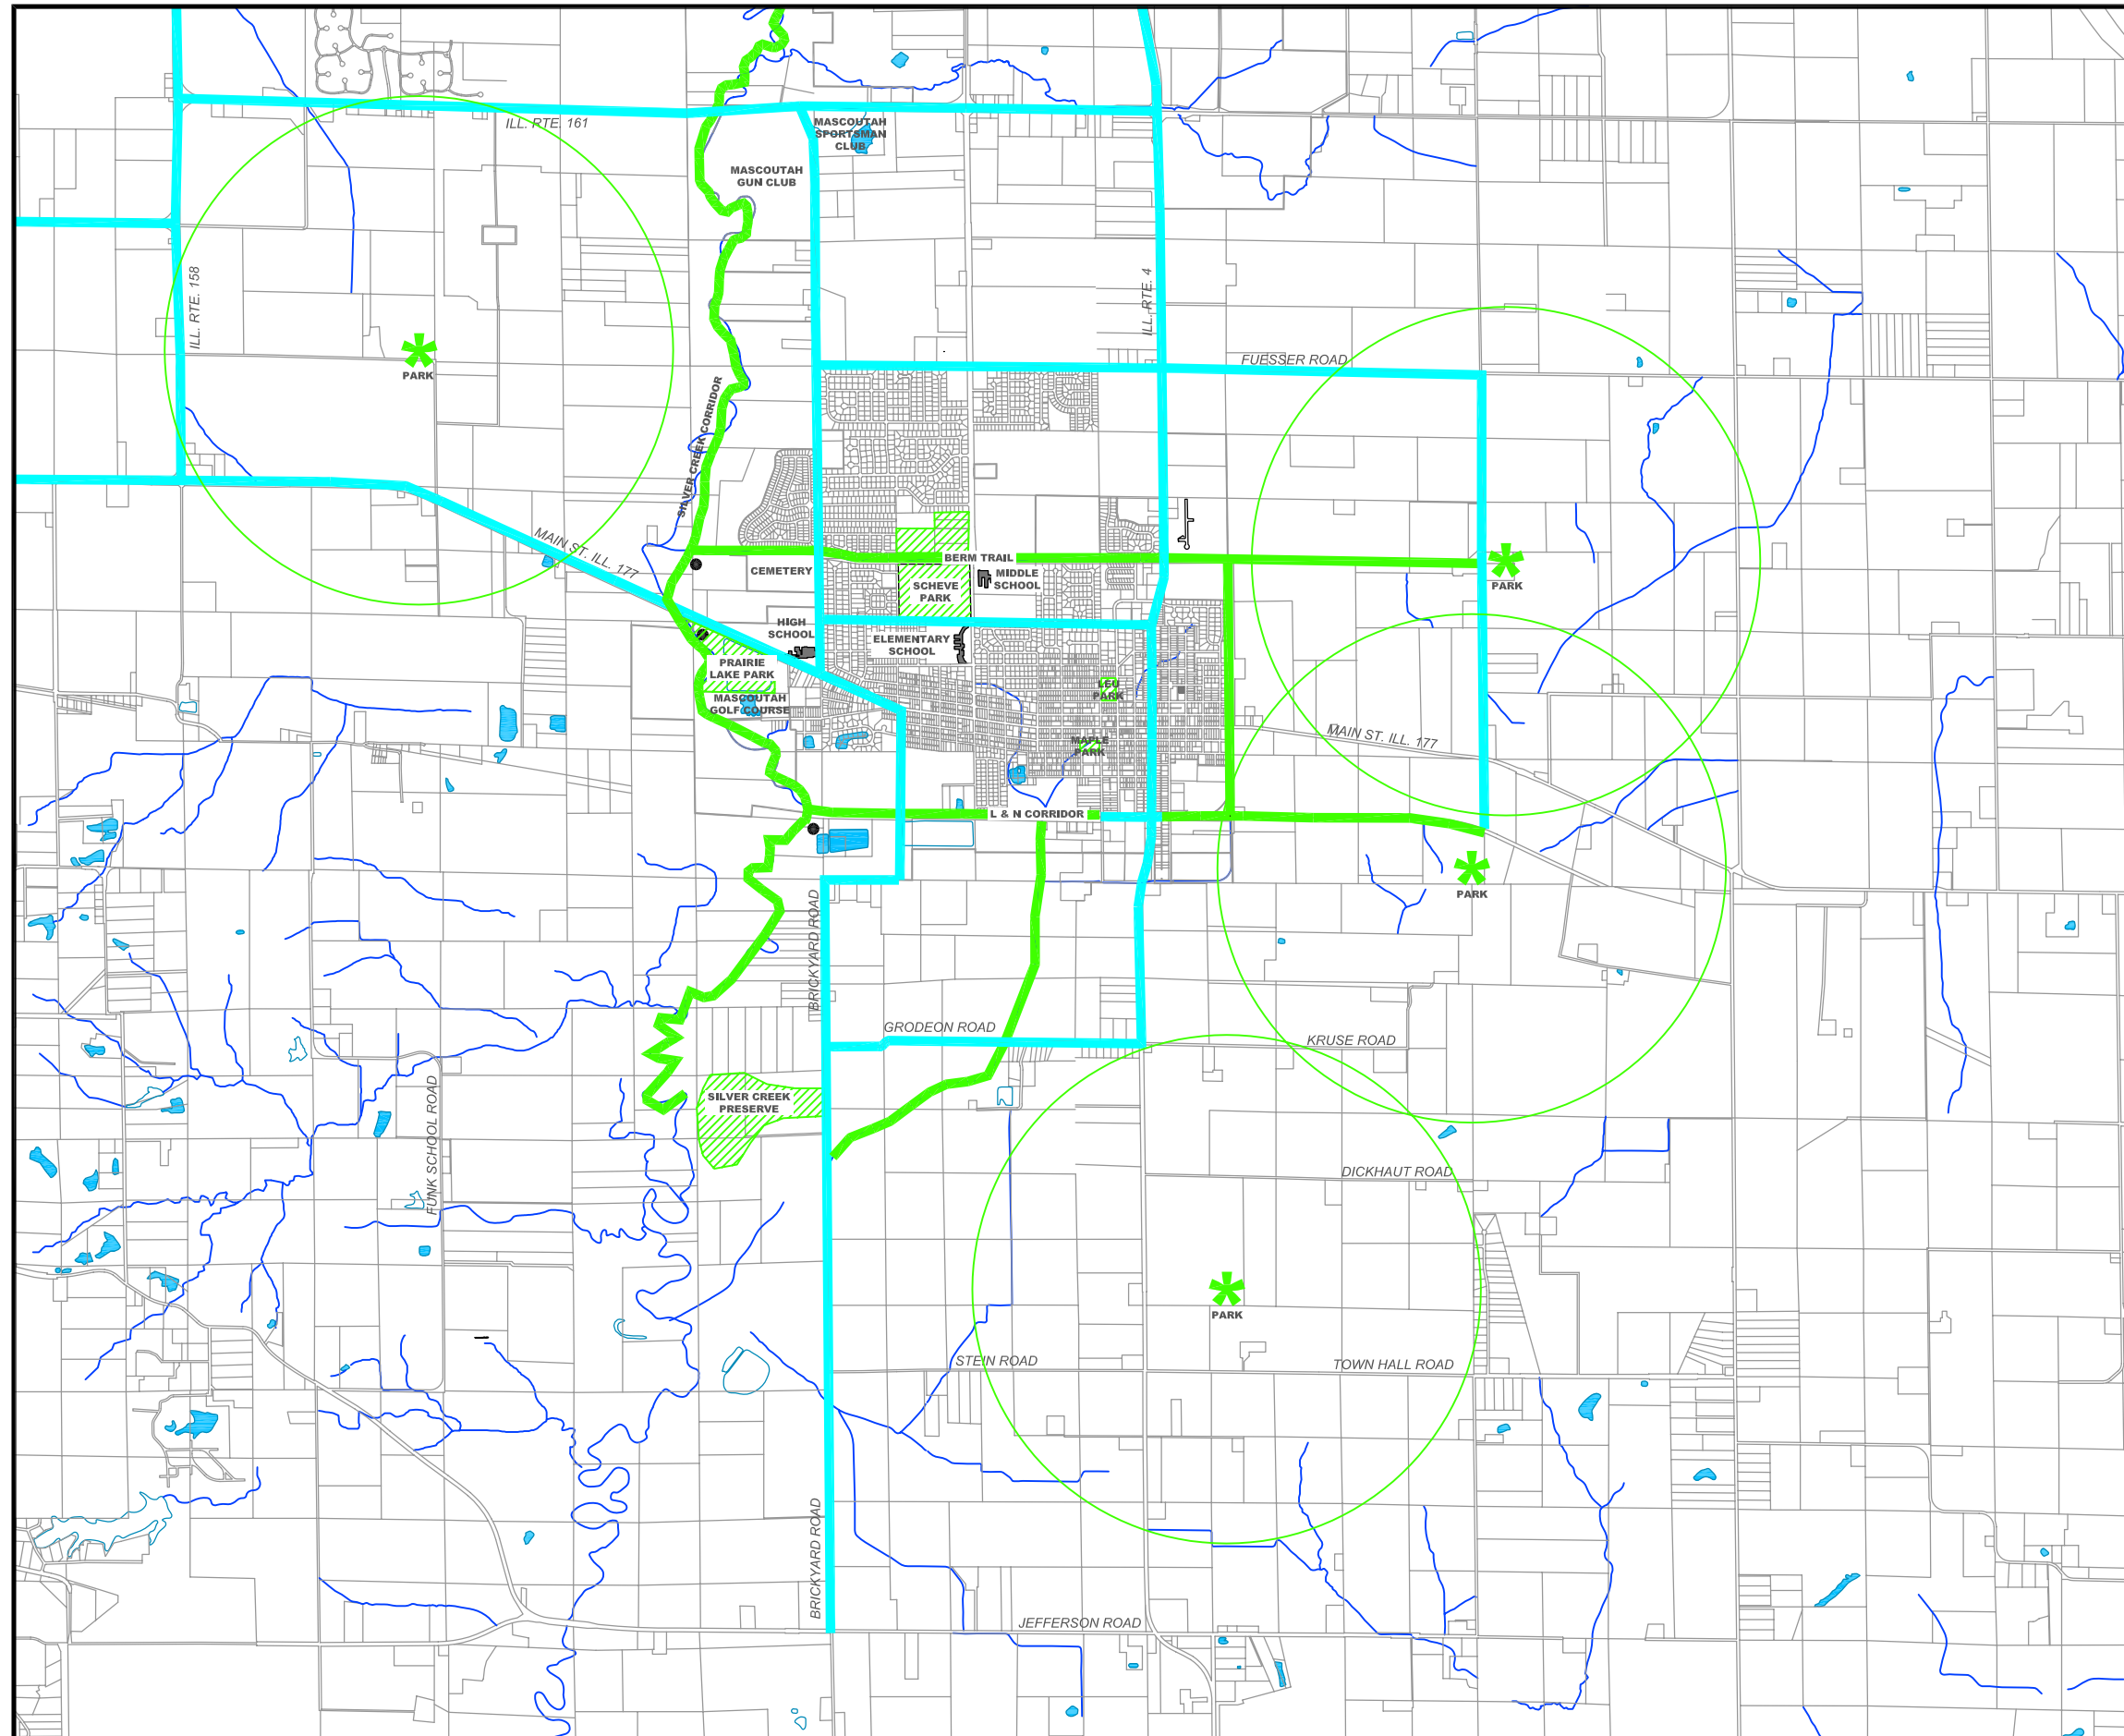 ILL. RTE. 161
MASCOUTAH
SPORTSMAN
CLUB
MASCOUTAH
GUN CLUB
ILL. RTE. 158
ILL. RTE. 4
PARK
FUESSER ROAD
SILVER CREEK CORRIDOR
MAIN ST. ILL. 177
BERM TRAIL
CEMETERY
MIDDLE
SCHOOL
SCHEVE
PARK
PARK
HIGH
SCHOOL
ELEMENTARY
SCHOOL
PRAIRIE
LAKE PARK
LEU
PARK
MASCOUTAH
GOLF COURSE
MAPLE
PARK
MAIN ST. ILL. 177
L & N CORRIDOR
PARK
BRICKYARD ROAD
GRODEON ROAD
KRUSE ROAD
SILVER CREEK
PRESERVE
FUNK SCHOOL ROAD
DICKHAUT ROAD
PARK
STEIN ROAD
TOWN HALL ROAD
BRICKYARD ROAD
JEFFERSON ROAD